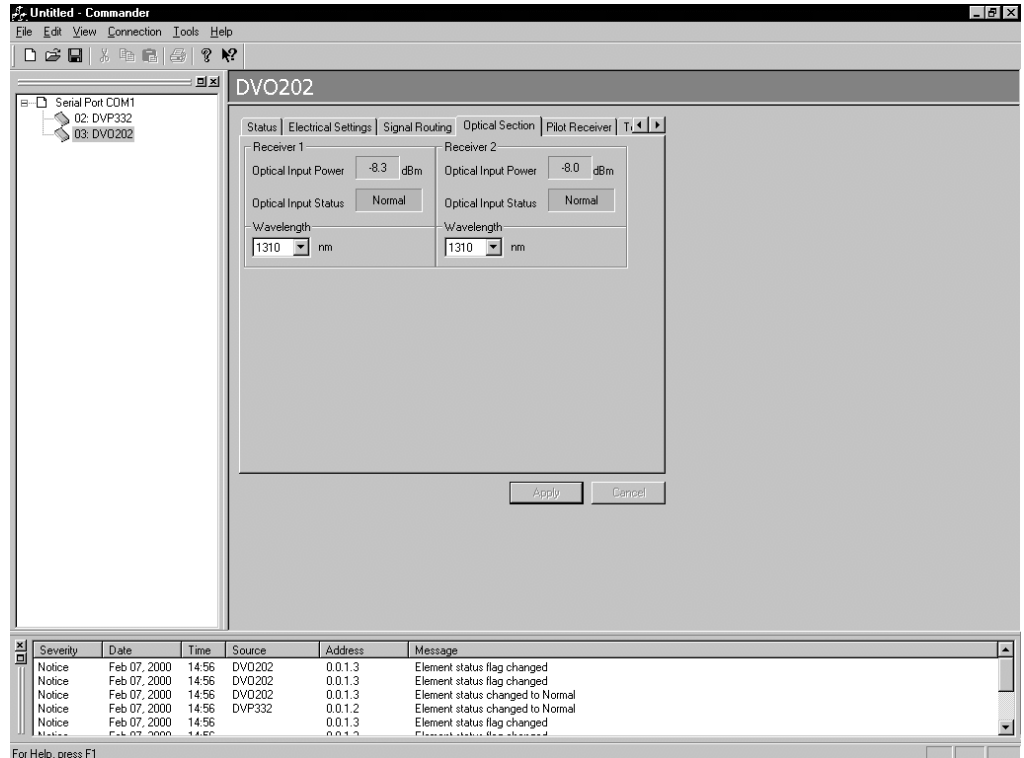 Untitled - Commander
File Edit View Connection Tools Help
DVO202
Serial Port COM1
02: DVP332
03: DVO202
Status Electrical Settings Signal Routing Optical Section Pilot Receiver
Receiver 1 Receiver 2
Optical Input Power -8.3 dBm Optical Input Power -8.0 dBm
Optical Input Status Normal Optical Input Status Normal
Wavelength Wavelength
1310 nm 1310 nm
Apply Cancel
Severity Date Time Source Address Message
Notice Feb 07, 2000 14:56 DVO202 0.0.1.3 Element status flag changed
Notice Feb 07, 2000 14:56 DVO202 0.0.1.3 Element status flag changed
Notice Feb 07, 2000 14:56 DVO202 0.0.1.3 Element status changed to Normal
Notice Feb 07, 2000 14:56 DVP332 0.0.1.2 Element status changed to Normal
Notice Feb 07, 2000 14:56 0.0.1.3 Element status flag changed
For Help, press F1